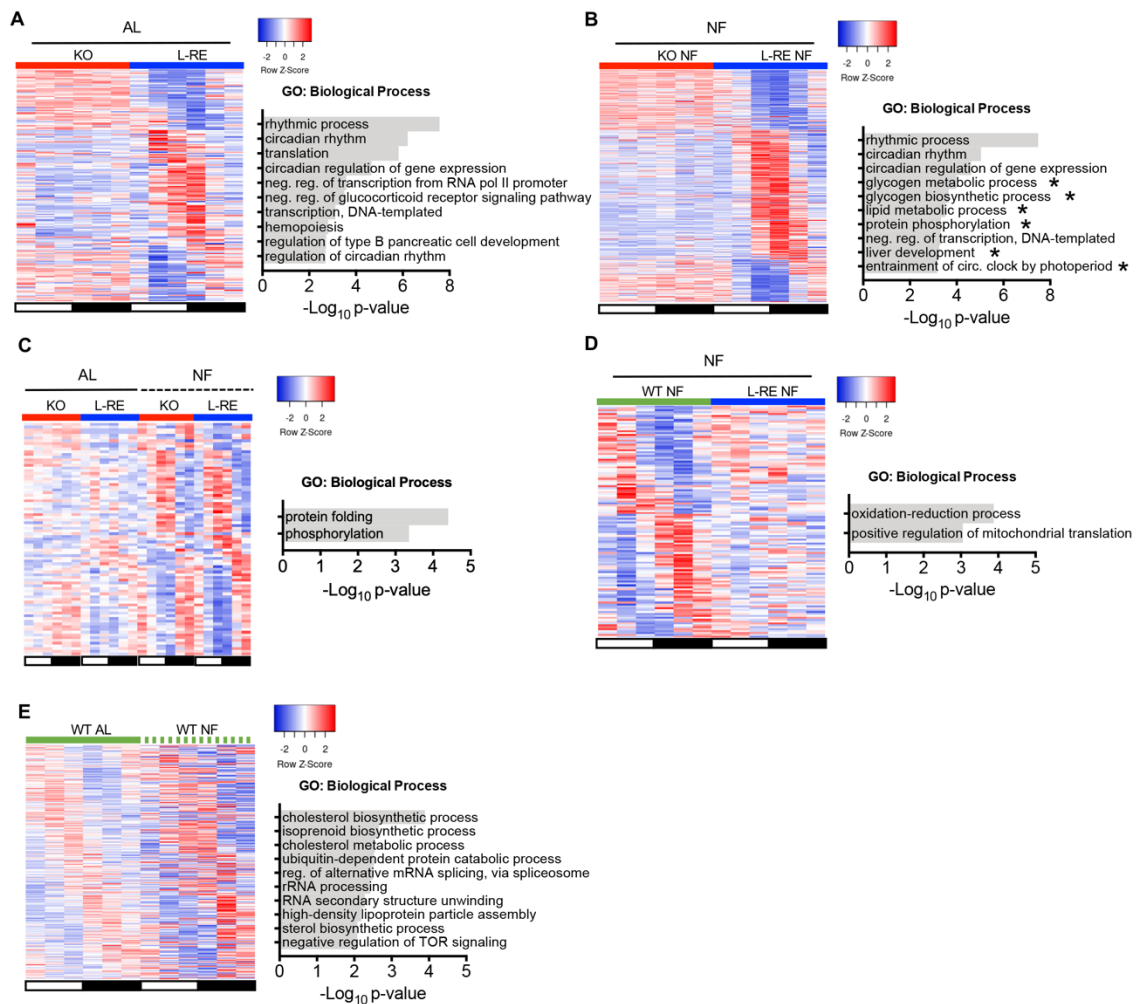 A
AL
KO
L-RE
-2 0 2
Row Z-Score
GO: Biological Process
rhythmic process
circadian rhythm
translation
circadian regulation of gene expression
neg. reg. of transcription from RNA pol II promoter
neg. reg. of glucocorticoid receptor signaling pathway
transcription, DNA-templated
hemopoiesis
regulation of type B pancreatic cell development
regulation of circadian rhythm
0 2 4 6 8
-Log10 p-value
B
NF
KO NF
L-RE NF
-2 0 2
Row Z-Score
GO: Biological Process
rhythmic process
circadian rhythm
circadian regulation of gene expression
glycogen metabolic process *
glycogen biosynthetic process *
lipid metabolic process *
protein phosphorylation *
neg. reg. of transcription, DNA-templated
liver development *
entrainment of circ. clock by photoperiod *
0 2 4 6 8
-Log10 p-value
C
AL NF
KO L-RE KO L-RE
-2 0 2
Row Z-Score
GO: Biological Process
protein folding
phosphorylation
0 1 2 3 4 5
-Log10 p-value
D
NF
WT NF
L-RE NF
-2 0 2
Row Z-Score
GO: Biological Process
oxidation-reduction process
positive regulation of mitochondrial translation
0 1 2 3 4 5
-Log10 p-value
E
WT AL
WT NF
-2 0 2
Row Z-Score
GO: Biological Process
cholesterol biosynthetic process
isoprenoid biosynthetic process
cholesterol metabolic process
ubiquitin-dependent protein catabolic process
reg. of alternative mRNA splicing, via spliceosome
rRNA processing
RNA secondary structure unwinding
high-density lipoprotein particle assembly
sterol biosynthetic process
negative regulation of TOR signaling
0 1 2 3 4 5
-Log10 p-value